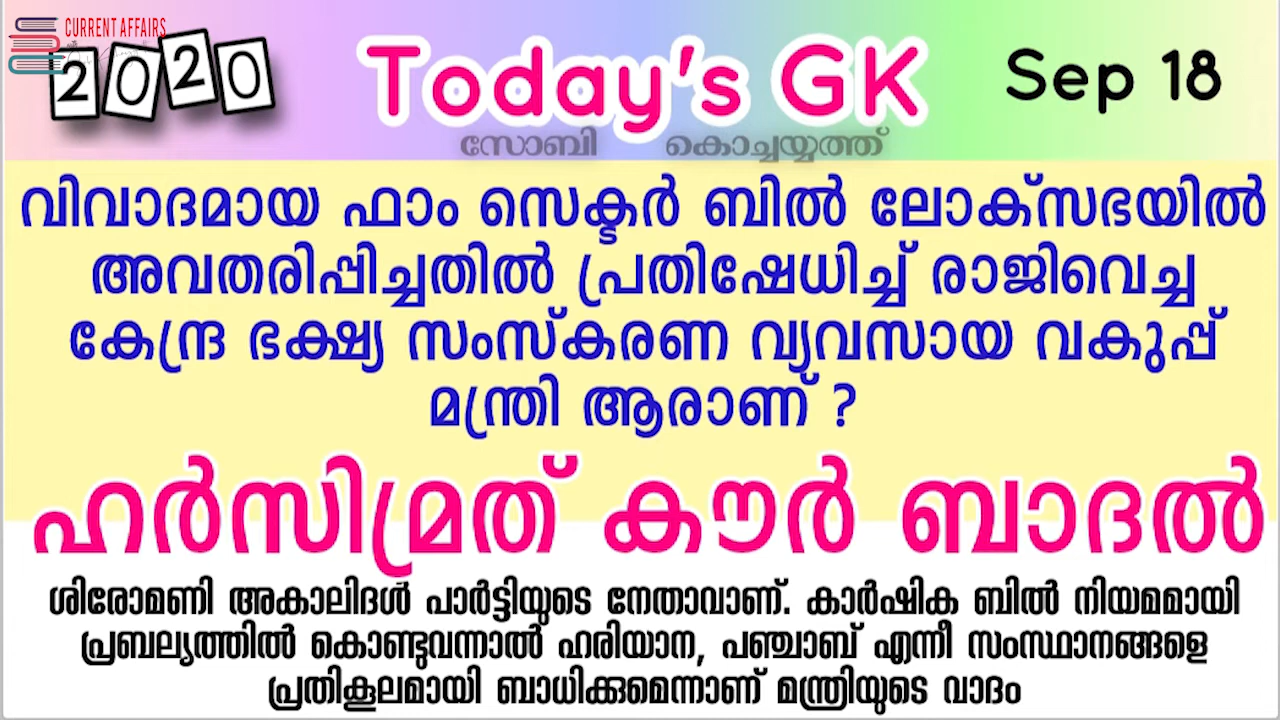 CURRENT AFFAIRS
2020
Today's GK
Sep 18
സോബി കൊച്ചയ്യത്ത്
വിവാദമായ ഫാം സെക്ടർ ബിൽ ലോക്സഭയിൽ
അവതരിപ്പിച്ചതിൽ പ്രതിഷേധിച്ച് രാജിവെച്ച
കേന്ദ്ര ഭക്ഷ്യ സംസ്കരണ വ്യവസായ വകുപ്പ്
മന്ത്രി ആരാണ് ?
ഹർസിമ്രത് കൗർ ബാദൽ
ശിരോമണി അകാലിദൾ പാർട്ടിയുടെ നേതാവാണ്. കാർഷിക ബിൽ നിയമമായി
പ്രബല്യത്തിൽ കൊണ്ടുവന്നാൽ ഹരിയാന, പഞ്ചാബ് എന്നീ സംസ്ഥാനങ്ങളെ
പ്രതികൂലമായി ബാധിക്കുമെന്നാണ് മന്ത്രിയുടെ വാദം